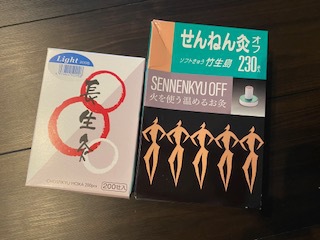 Light
長生灸
200壮入
せんねん灸オフ
ソフトきゅう 竹生島
230点入
SENNENKYU OFF
火を使う温めるお灸